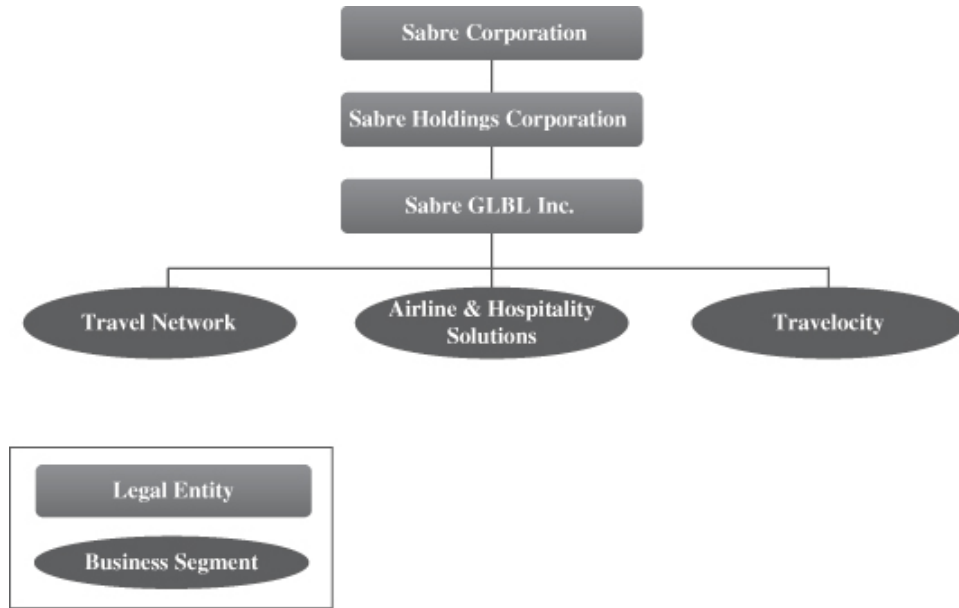 Sabre Corporation
Sabre Holdings Corporation
Sabre GLBL Inc.
Travel Network
Airline & Hospitality
Solutions
Travelocity
Legal Entity
Business Segment